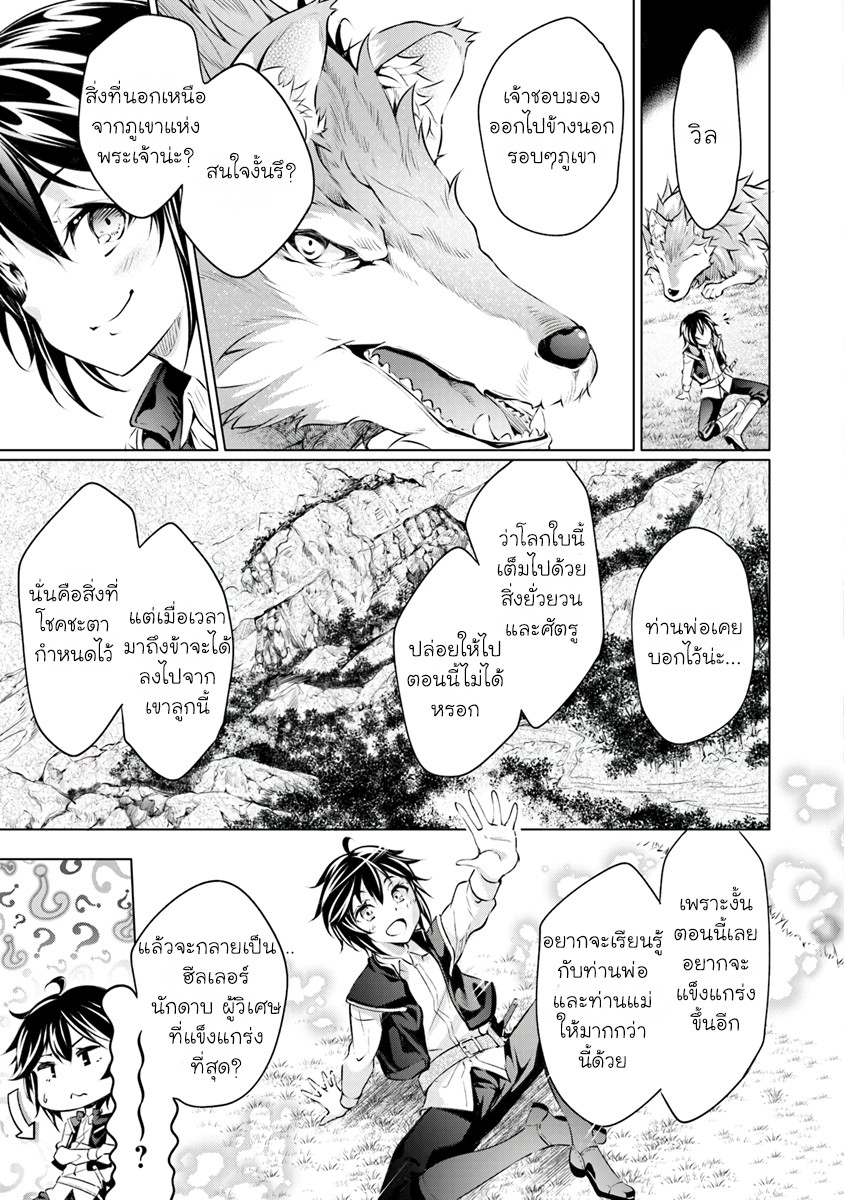 วิล
เจ้าชอบมอง
ออกไปข้างนอก
รอบๆภูเขา
สิ่งที่นอกเหนือ
จากภูเขาแห่ง
พระเจ้าน่ะ?
สนใจงั้นรึ?
ท่านพ่อเคย
บอกไว้น่ะ...
ว่าโลกใบนี้
เต็มไปด้วย
สิ่งยั่วยวน
และศัตรู
ปล่อยให้ไป
ตอนนี้ไม่ได้
หรอก
แต่เมื่อเวลา
มาถึงข้าจะได้
ลงไปจาก
เขาลูกนี้
นั่นคือสิ่งที่
โชคชะตา
กำหนดไว้
เพราะงั้น
ตอนนี้เลย
อยากจะ
แข็งแกร่ง
ขึ้นอีก
อยากจะเรียนรู้
กับท่านพ่อ
และท่านแม่
ให้มากกว่า
นี้ด้วย
แล้วจะกลายเป็น ...
ฮีลเลอร์
นักดาบ ผู้วิเศษ
ที่แข็งแกร่ง
ที่สุด?
?